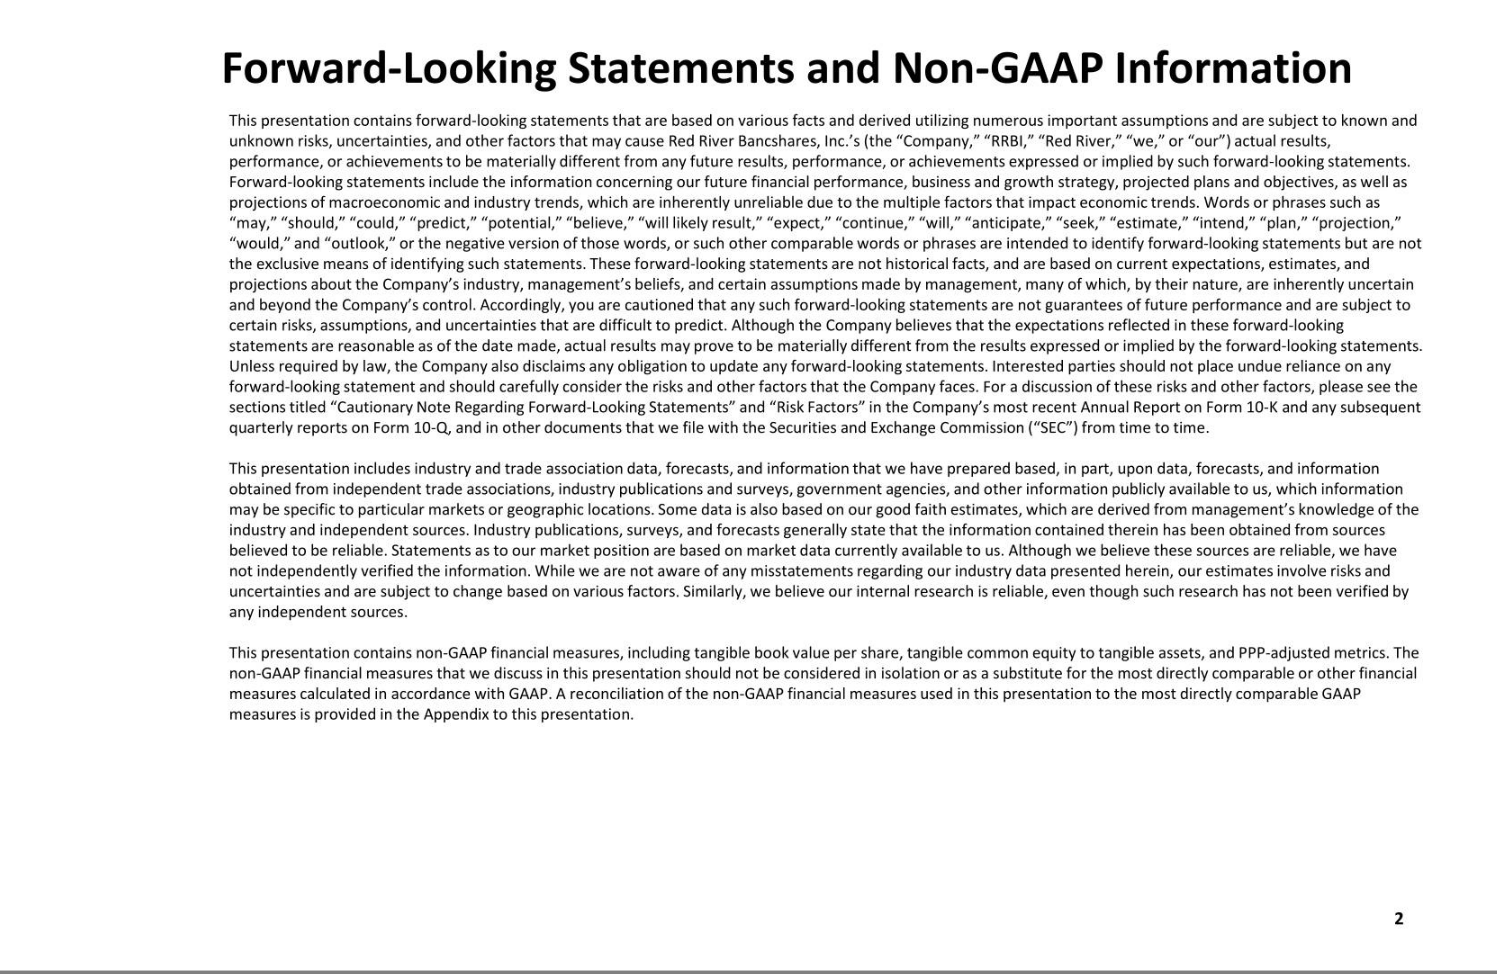 Forward-Looking Statements and Non-GAAP Information
This presentation contains forward-looking statements that are based on various facts and derived utilizing numerous important assumptions and are subject to known and
unknown risks, uncertainties, and other factors that may cause Red River Bancshares, Inc.’s (the “Company,” “RRBI,” “Red River,” “we,” or “our”) actual results,
performance, or achievements to be materially different from any future results, performance, or achievements expressed or implied by such forward-looking statements.
Forward-looking statements include the information concerning our future financial performance, business and growth strategy, projected plans and objectives, as well as
projections of macroeconomic and industry trends, which are inherently unreliable due to the multiple factors that impact economic trends. Words or phrases such as
“may,” “should,” “could,” “predict,” “potential,” “believe,” “will likely result,” “expect,” “continue,” “will,” “anticipate,” “seek,” “estimate,” “intend,” “plan,” “projection,”
“would,” and “outlook,” or the negative version of those words, or such other comparable words or phrases are intended to identify forward-looking statements but are not
the exclusive means of identifying such statements. These forward-looking statements are not historical facts, and are based on current expectations, estimates, and
projections about the Company’s industry, management’s beliefs, and certain assumptions made by management, many of which, by their nature, are inherently uncertain
and beyond the Company’s control. Accordingly, you are cautioned that any such forward-looking statements are not guarantees of future performance and are subject to
certain risks, assumptions, and uncertainties that are difficult to predict. Although the Company believes that the expectations reflected in these forward-looking
statements are reasonable as of the date made, actual results may prove to be materially different from the results expressed or implied by the forward-looking statements.
Unless required by law, the Company also disclaims any obligation to update any forward-looking statements. Interested parties should not place undue reliance on any
forward-looking statement and should carefully consider the risks and other factors that the Company faces. For a discussion of these risks and other factors, please see the
sections titled “Cautionary Note Regarding Forward-Looking Statements” and “Risk Factors” in the Company’s most recent Annual Report on Form 10-K and any subsequent
quarterly reports on Form 10-Q, and in other documents that we file with the Securities and Exchange Commission (“SEC”) from time to time.
This presentation includes industry and trade association data, forecasts, and information that we have prepared based, in part, upon data, forecasts, and information
obtained from independent trade associations, industry publications and surveys, government agencies, and other information publicly available to us, which information
may be specific to particular markets or geographic locations. Some data is also based on our good faith estimates, which are derived from management’s knowledge of the
industry and independent sources. Industry publications, surveys, and forecasts generally state that the information contained therein has been obtained from sources
believed to be reliable. Statements as to our market position are based on market data currently available to us. Although we believe these sources are reliable, we have
not independently verified the information. While we are not aware of any misstatements regarding our industry data presented herein, our estimates involve risks and
uncertainties and are subject to change based on various factors. Similarly, we believe our internal research is reliable, even though such research has not been verified by
any independent sources.
This presentation contains non-GAAP financial measures, including tangible book value per share, tangible common equity to tangible assets, and PPP-adjusted metrics. The
non-GAAP financial measures that we discuss in this presentation should not be considered in isolation or as a substitute for the most directly comparable or other financial
measures calculated in accordance with GAAP. A reconciliation of the non-GAAP financial measures used in this presentation to the most directly comparable GAAP
measures is provided in the Appendix to this presentation.
2